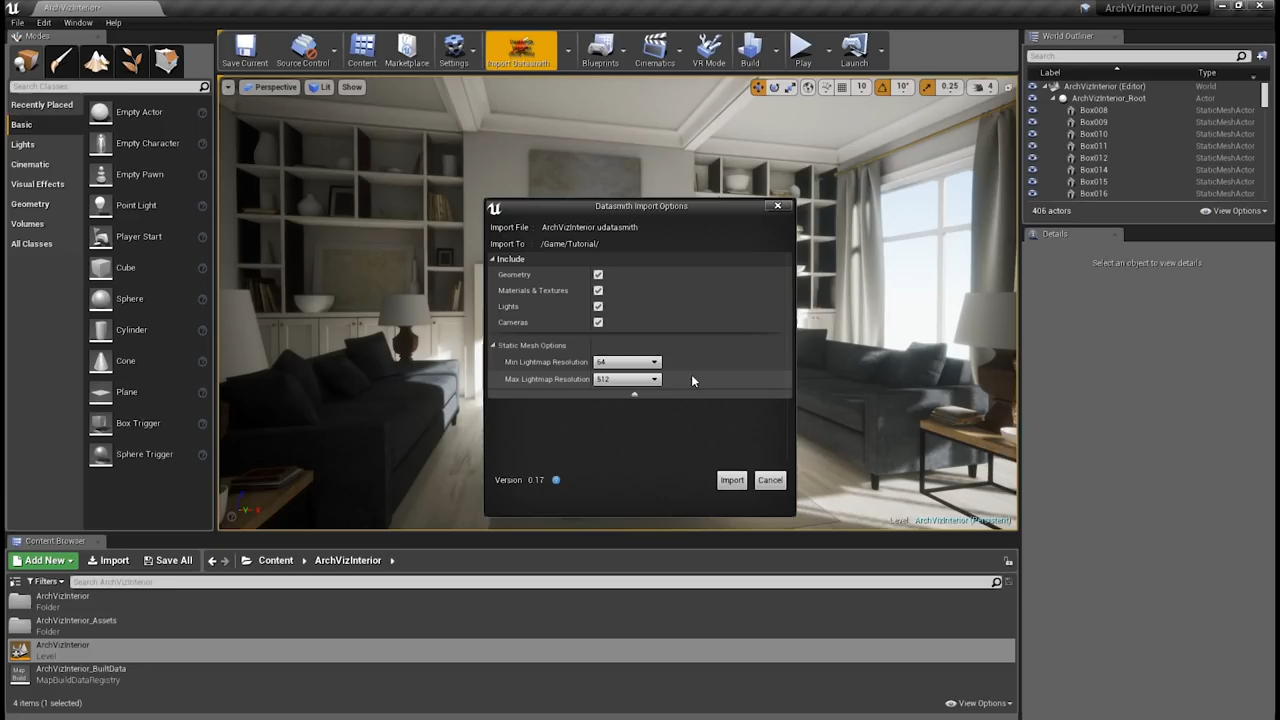 ArchVizInterior*
ArchVizInterior_002
File Edit Window Help
Modes
Search Classes
Recently Placed
Basic
Lights
Cinematic
Visual Effects
Geometry
Volumes
All Classes
Empty Actor
Empty Character
Empty Pawn
Point Light
Player Start
Cube
Sphere
Cylinder
Cone
Plane
Box Trigger
Sphere Trigger
Save Current
Source Control
Content
Marketplace
Settings
Import Datasmith
Blueprints
Cinematics
VR Mode
Build
Play
Launch
Perspective
Lit
Show
10
10°
0.25
4
Datasmith Import Options
Import File : ArchVizInterior.udatasmith
Import To : /Game/Tutorial/
Include
Geometry
Materials & Textures
Lights
Cameras
Static Mesh Options
Min Lightmap Resolution 64
Max Lightmap Resolution 512
Version 0.17
Import
Cancel
Level: ArchVizInterior (Persistent)
World Outliner
Search
Label Type
ArchVizInterior (Editor) World
ArchVizInterior_Root Actor
Box008 StaticMeshActor
Box009 StaticMeshActor
Box010 StaticMeshActor
Box011 StaticMeshActor
Box012 StaticMeshActor
Box014 StaticMeshActor
Box015 StaticMeshActor
Box016 StaticMeshActor
406 actors
View Options
Details
Select an object to view details
Content Browser
Add New Import Save All Content ArchVizInterior
Filters Search ArchVizInterior
ArchVizInterior
Folder
ArchVizInterior_Assets
Folder
ArchVizInterior
Level
Map
Build
ArchVizInterior_BuiltData
MapBuildDataRegistry
4 items (1 selected)
View Options